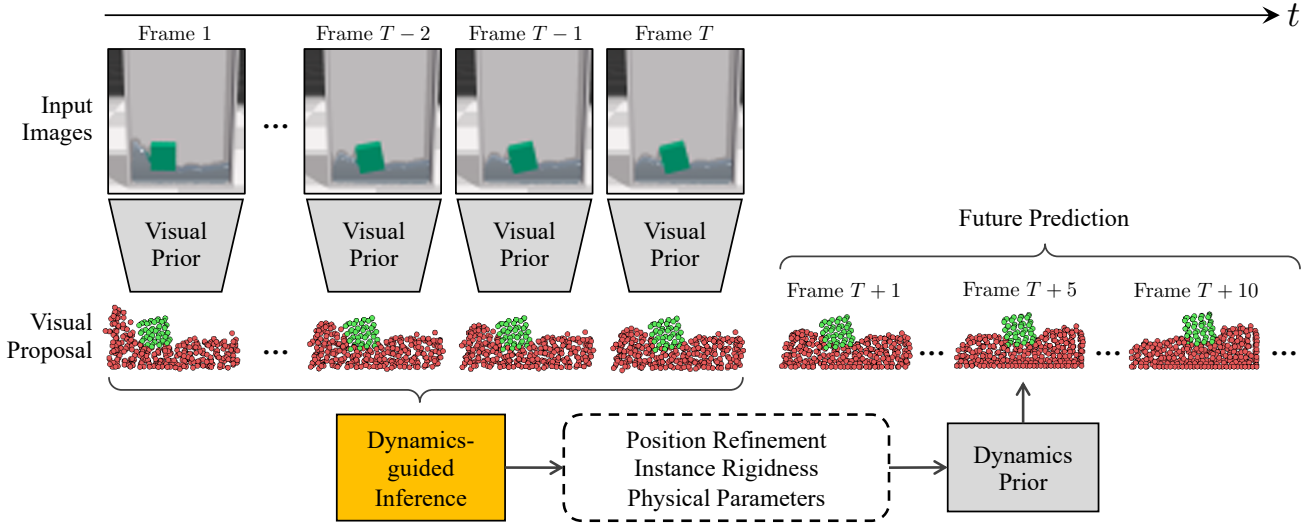 t
Frame 1
Frame T − 2
Frame T − 1
Frame T
Input
Images
...
Visual
Prior
Visual
Prior
Visual
Prior
Visual
Prior
Future Prediction
Frame T + 1
Frame T + 5
Frame T + 10
Visual
Proposal
...
...
...
...
Dynamics-
guided
Inference
Position Refinement
Instance Rigidness
Physical Parameters
Dynamics
Prior